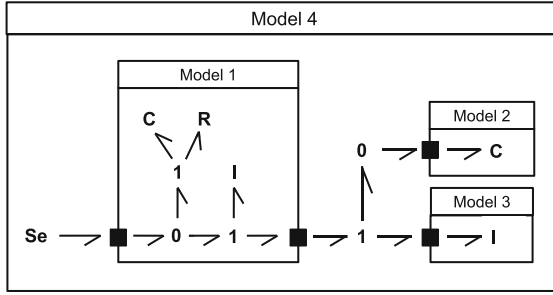 Model 4
Model 1
C R
Model 2
0 C
1 I
Model 3
Se 0 1 1 I